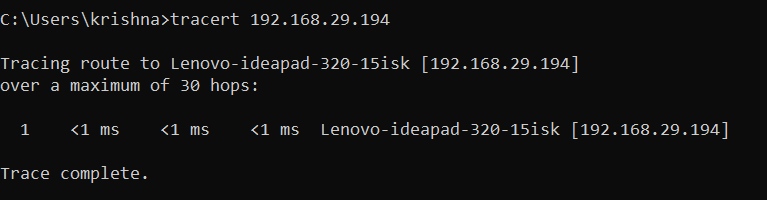 C:\Users\krishna>tracert 192.168.29.194
Tracing route to Lenovo-ideapad-320-15isk [192.168.29.194]
over a maximum of 30 hops:
1 <1 ms <1 ms <1 ms Lenovo-ideapad-320-15isk [192.168.29.194]
Trace complete.